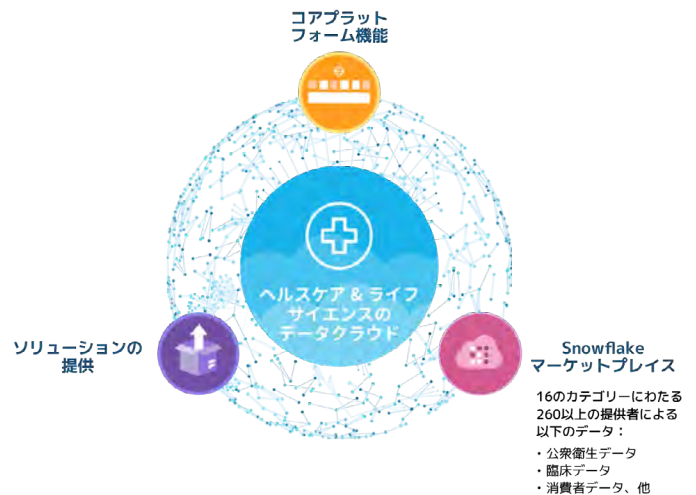 コアプラット
フォーム機能
ヘルスケア & ライフ
サイエンスの
データクラウド
ソリューションの
提供
Snowflake
マーケットプレイス
16のカテゴリーにわたる
260以上の提供者による
以下のデータ：
・公衆衛生データ
・臨床データ
・消費者データ、他